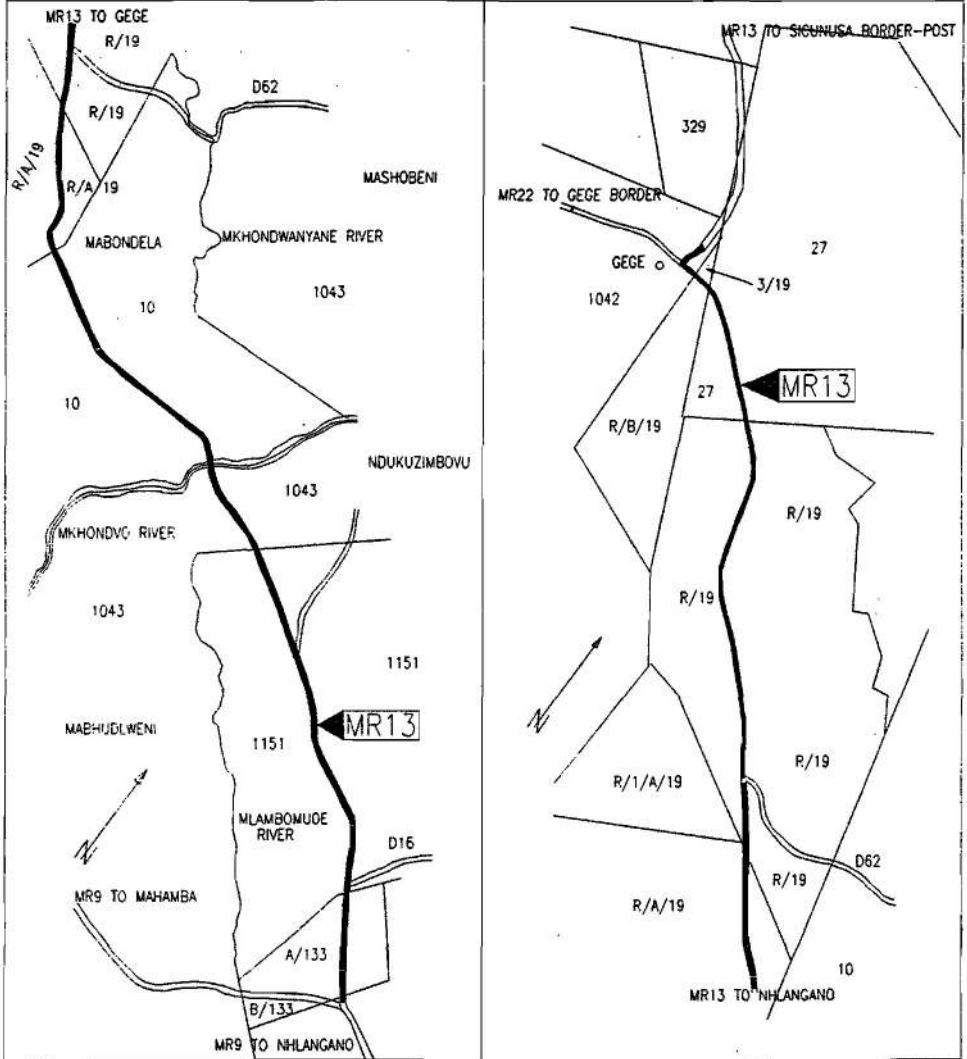 MR13 TO GEGE
R/19
D62
R/19
R/A/19
R/A/19
MASHOBENI
MABONDELA
MKHONDWANYANE RIVER
1043
10
10
NDUKUZIMBOVU
1043
MKHONDVO RIVER
1043
1151
MR13
MABHUDLWENI
1151
MLAMBOMUDE
RIVER
N
D16
MR9 TO MAHAMBA
A/133
B/133
MR9 TO NHLANGANO
MR13 TO SICUNUSA BORDER-POST
329
MR22 TO GEGE BORDER
27
GEGE
3/19
1042
MR13
27
R/B/19
R/19
R/19
N
R/19
R/1/A/19
D62
R/19
R/A/19
10
MR13 TO NHLANGANO